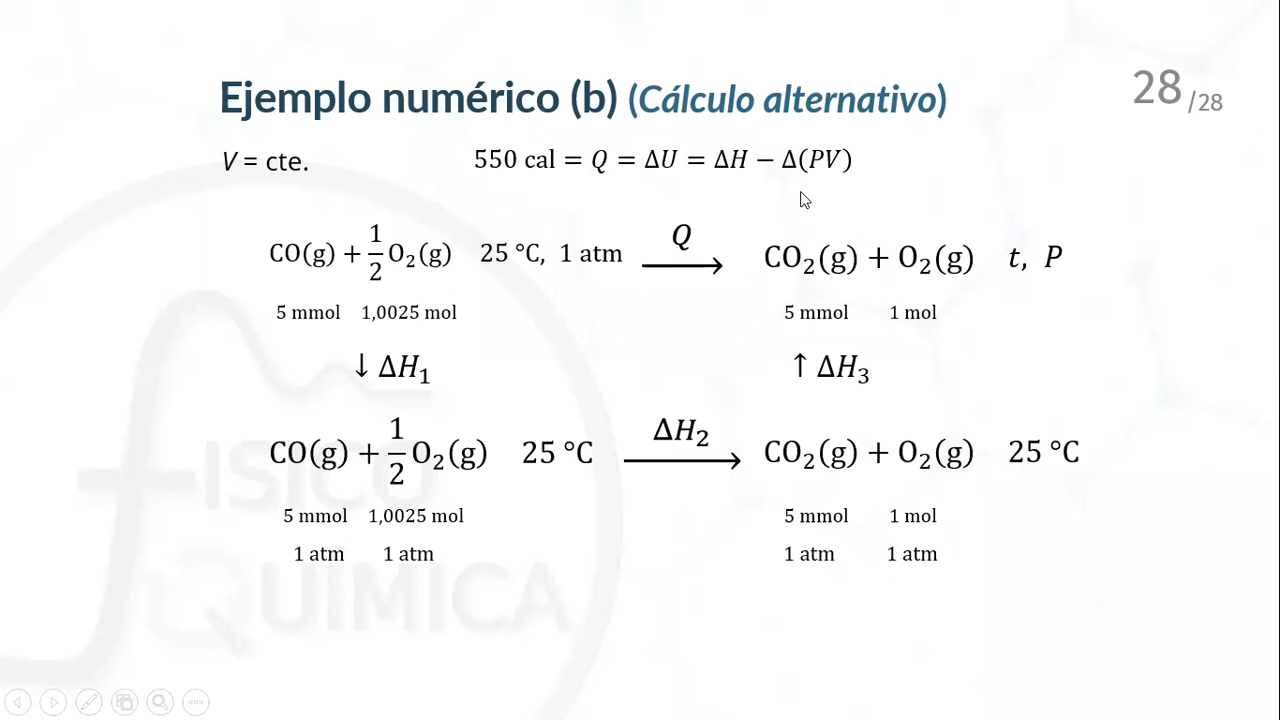 28/28
Ejemplo numérico (b) (Cálculo alternativo)
V = cte. 550 cal = Q = ΔU = ΔH − Δ(PV)
CO(g) + 1/2 O₂(g) 25 °C, 1 atm Q ⟶ CO₂(g) + O₂(g) t, P
5 mmol 1,0025 mol 5 mmol 1 mol
↓ ΔH₁ ↑ ΔH₃
CO(g) + 1/2 O₂(g) 25 °C ΔH₂ ⟶ CO₂(g) + O₂(g) 25 °C
5 mmol 1,0025 mol 5 mmol 1 mol
1 atm 1 atm 1 atm 1 atm
FISICO
QUIMICA